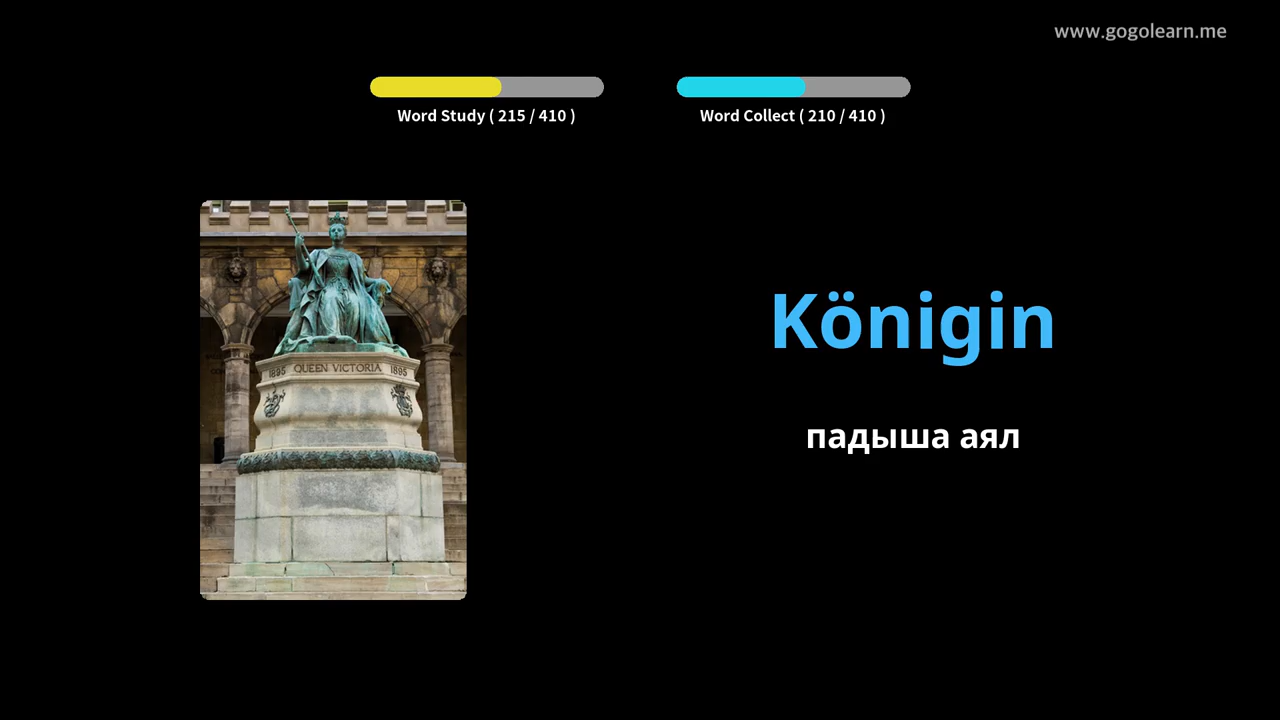 www.gogolearn.me
Word Study ( 215 / 410 )
Word Collect ( 210 / 410 )
1895 QUEEN VICTORIA 1895
Königin
падыша аял